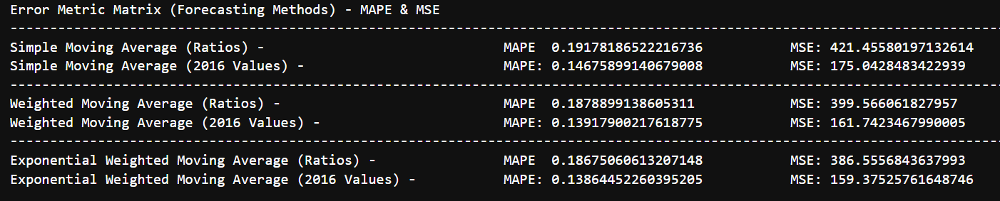 Error Metric Matrix (Forecasting Methods) - MAPE & MSE
--------------------------------------------------------------------------------------------------------
Simple Moving Average (Ratios) - MAPE 0.19178186522216736 MSE: 421.45580197132614
Simple Moving Average (2016 Values) - MAPE: 0.14675899140679008 MSE: 175.0428483422939
--------------------------------------------------------------------------------------------------------
Weighted Moving Average (Ratios) - MAPE 0.1878899138605311 MSE: 399.566061827957
Weighted Moving Average (2016 Values) - MAPE: 0.13917900217618775 MSE: 161.7423467990005
--------------------------------------------------------------------------------------------------------
Exponential Weighted Moving Average (Ratios) - MAPE 0.18675060613207148 MSE: 386.5556843637993
Exponential Weighted Moving Average (2016 Values) - MAPE: 0.13864452260395205 MSE: 159.37525761648746